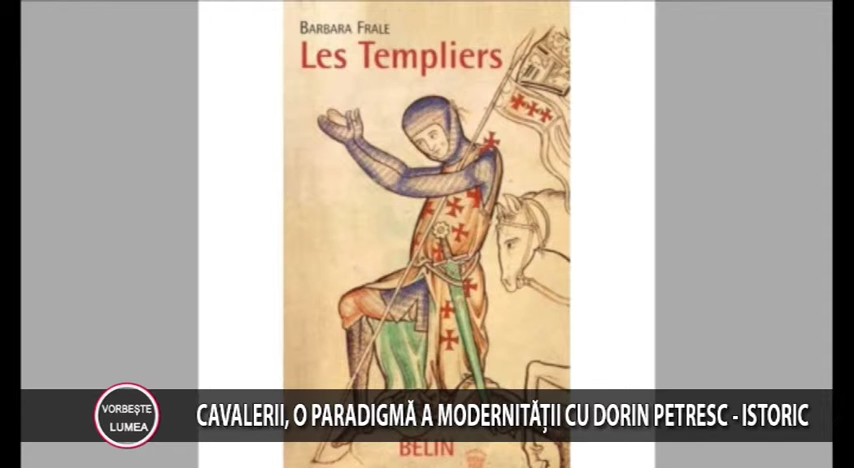 BARBARA FRALE
Les Templiers
VORBEȘTE
LUMEA
CAVALERII, O PARADIGMĂ A MODERNITĂȚII CU DORIN PETRESC - ISTORIC
BELIN